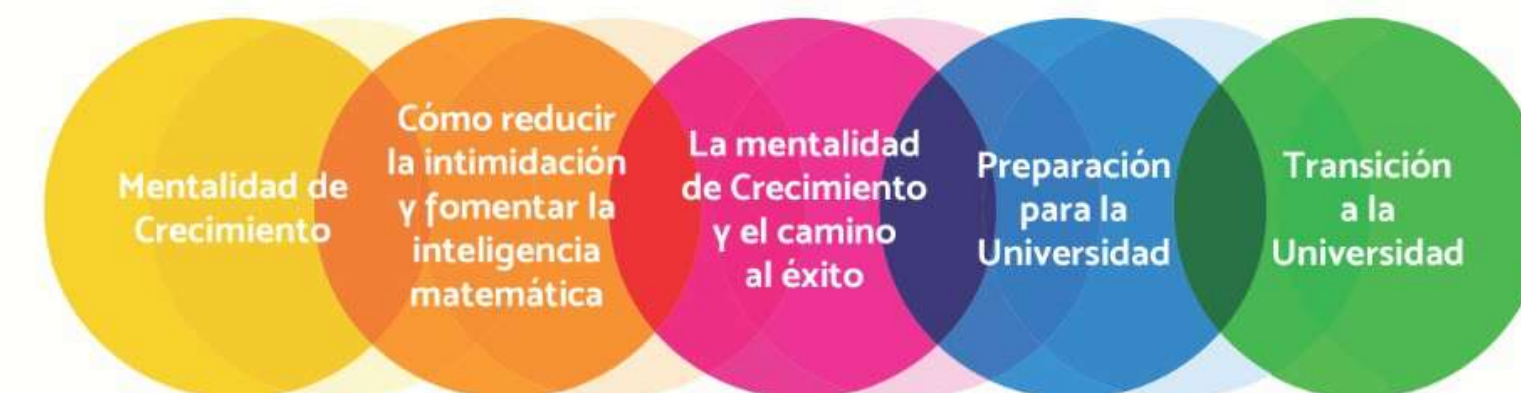 Mentalidad de
Crecimiento
Cómo reducir
la intimidación
y fomentar la
inteligencia
matemática
La mentalidad
de Crecimiento
y el camino
al éxito
Preparación
para la
Universidad
Transición
a la
Universidad